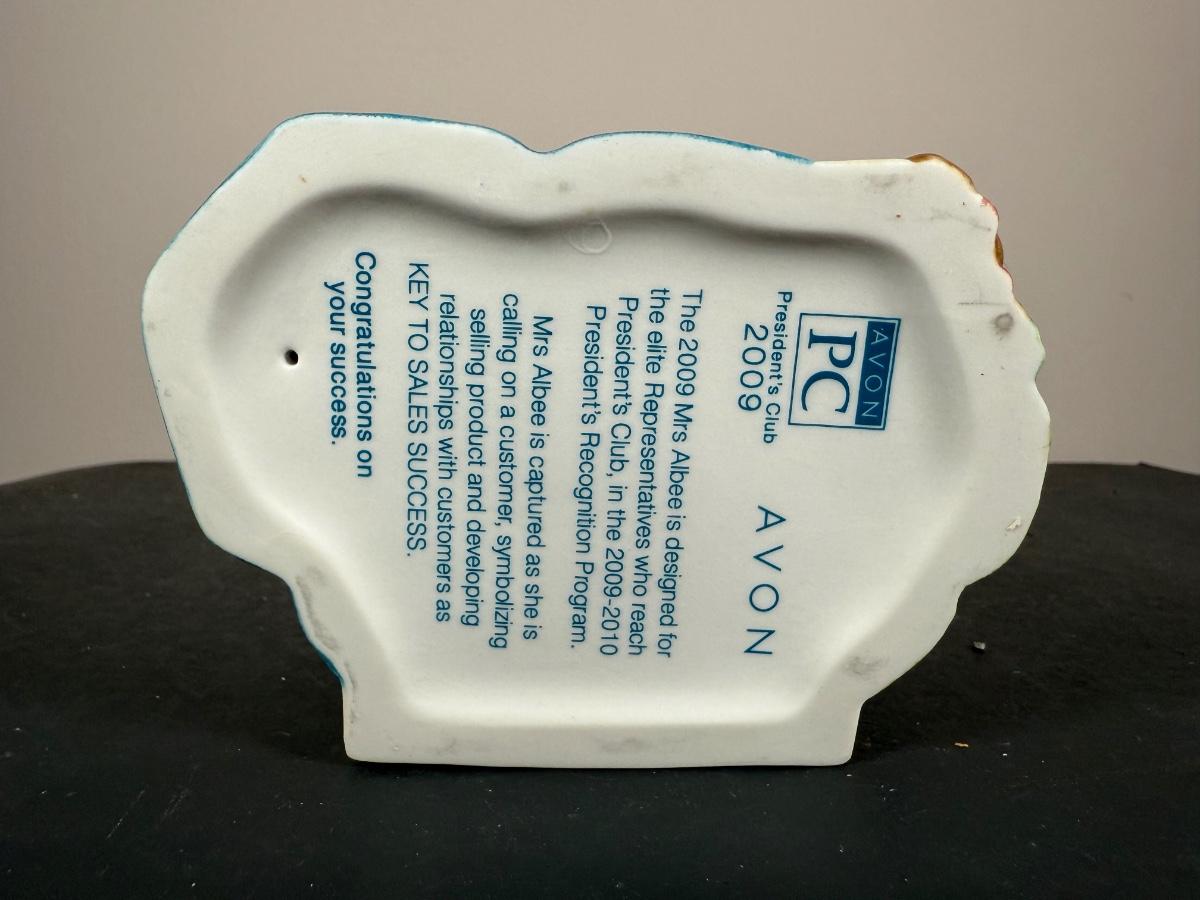 AVON
PC
President's Club
2009
AVON
The 2009 Mrs Albee is designed for
the elite Representatives who reach
President's Club, in the 2009-2010
President's Recognition Program.
Mrs Albee is captured as she is
calling on a customer, symbolizing
selling product and developing
relationships with customers as
KEY TO SALES SUCCESS.
Congratulations on
your success.